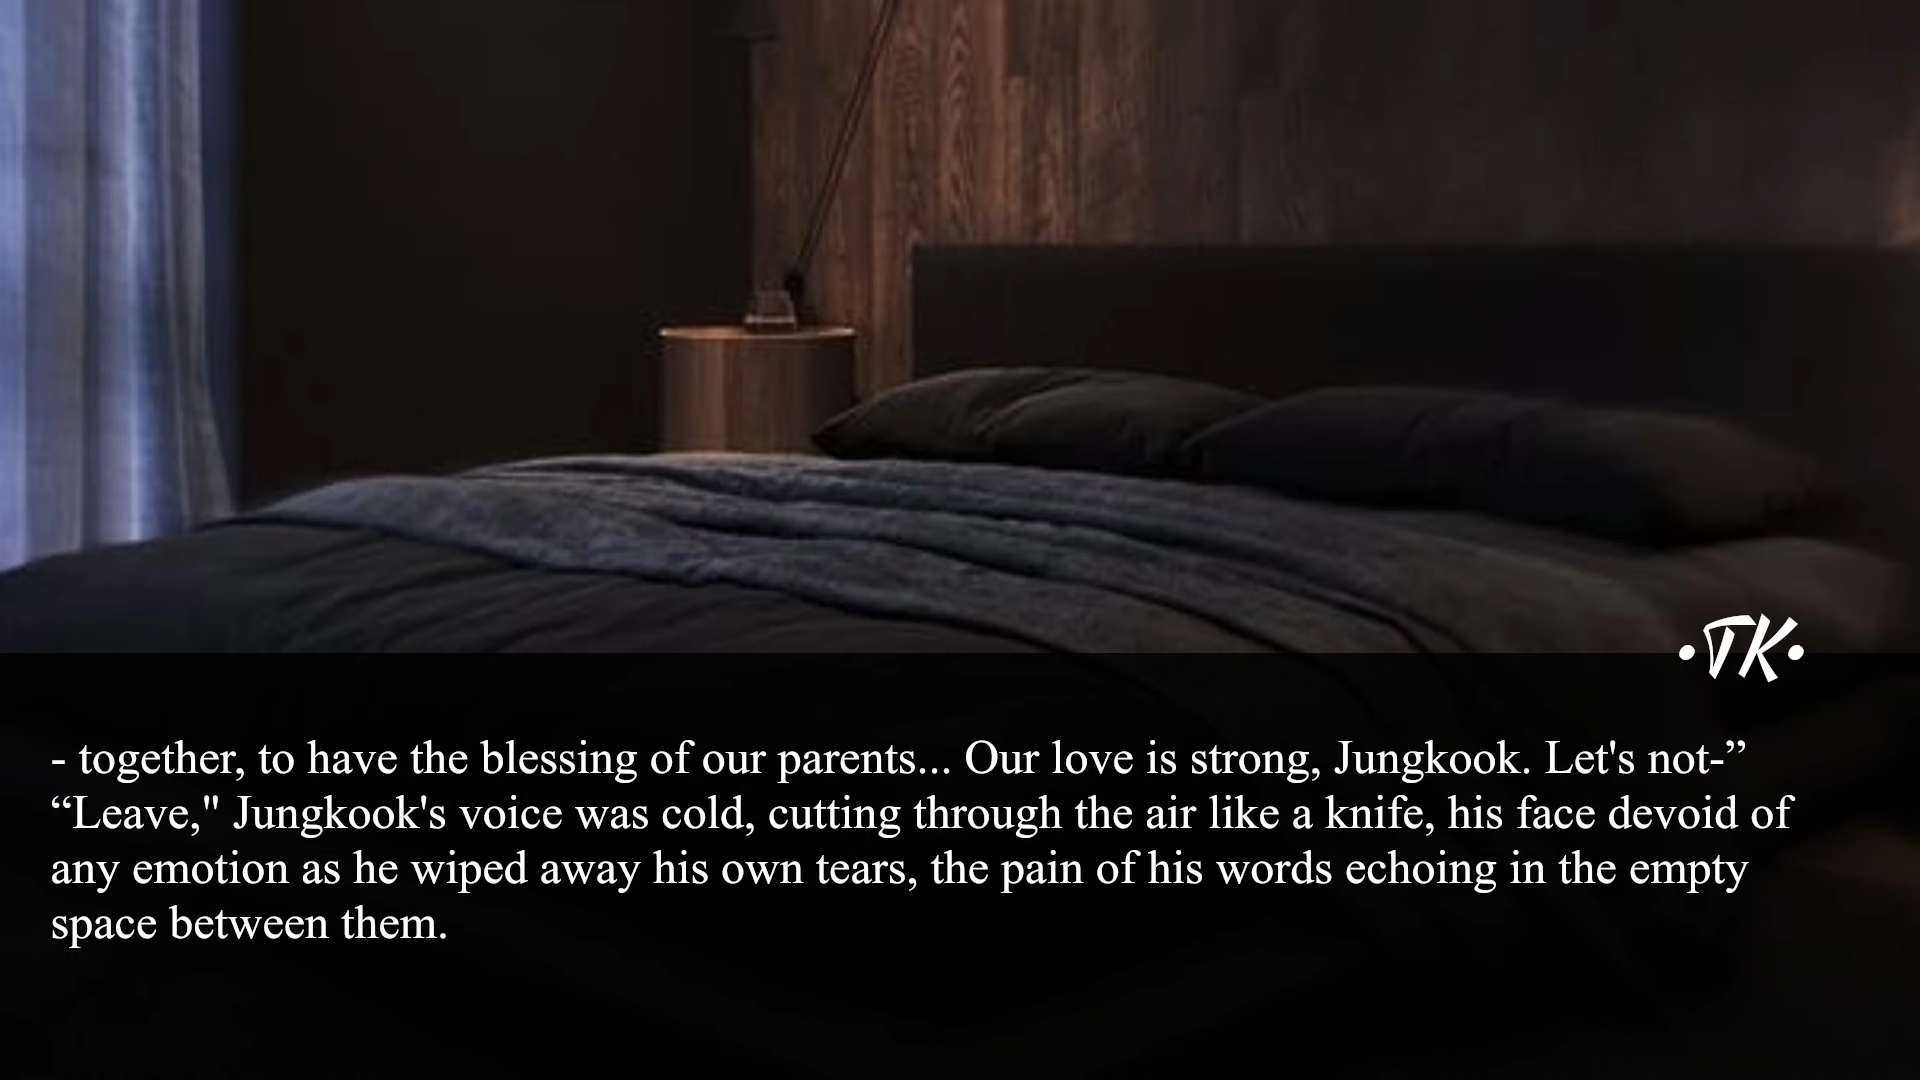 •TK•
- together, to have the blessing of our parents... Our love is strong, Jungkook. Let's not-”
“Leave," Jungkook's voice was cold, cutting through the air like a knife, his face devoid of
any emotion as he wiped away his own tears, the pain of his words echoing in the empty
space between them.